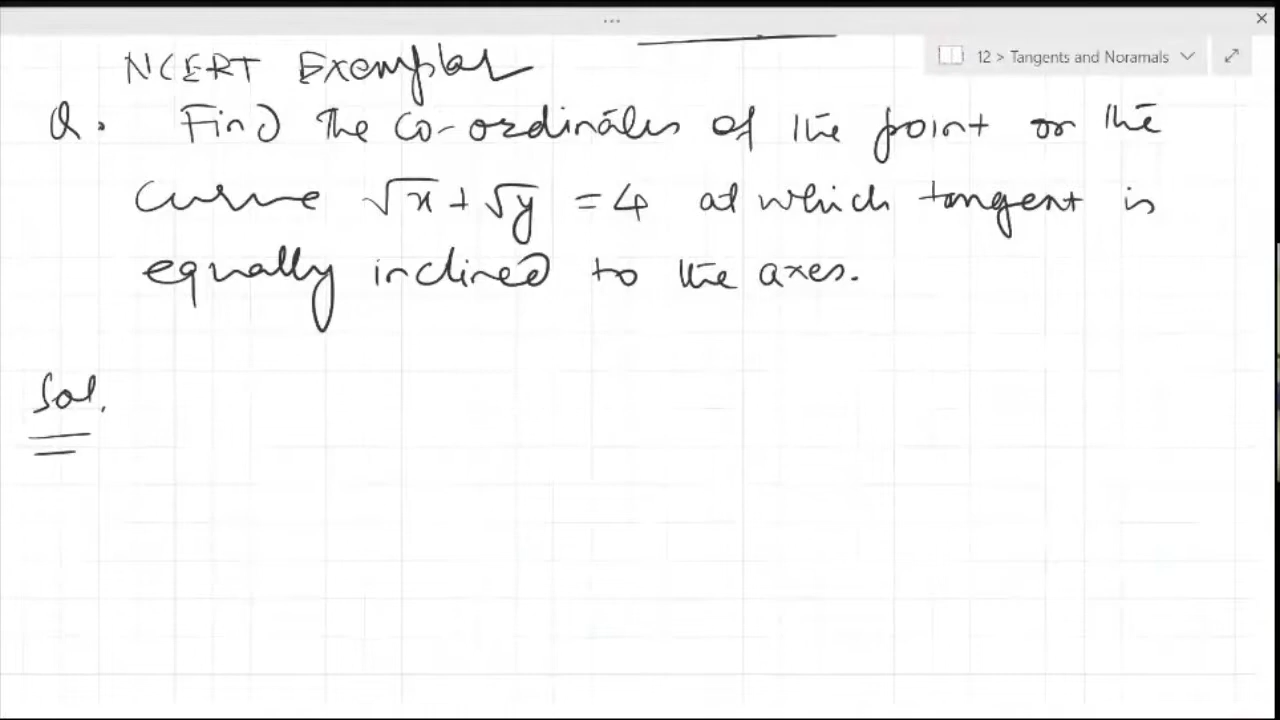 12 > Tangents and Noramals
NCERT Exemplar
Q. Find the co-ordinates of the point on the
curve √x + √y = 4 at which tangent is
equally inclined to the axes.
Sol.